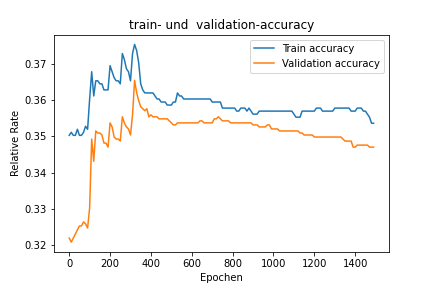 train- und  validation-accuracy
Train accuracy
Validation accuracy
Relative Rate
0.37
0.36
0.35
0.34
0.33
0.32
0 200 400 600 800 1000 1200 1400
Epochen